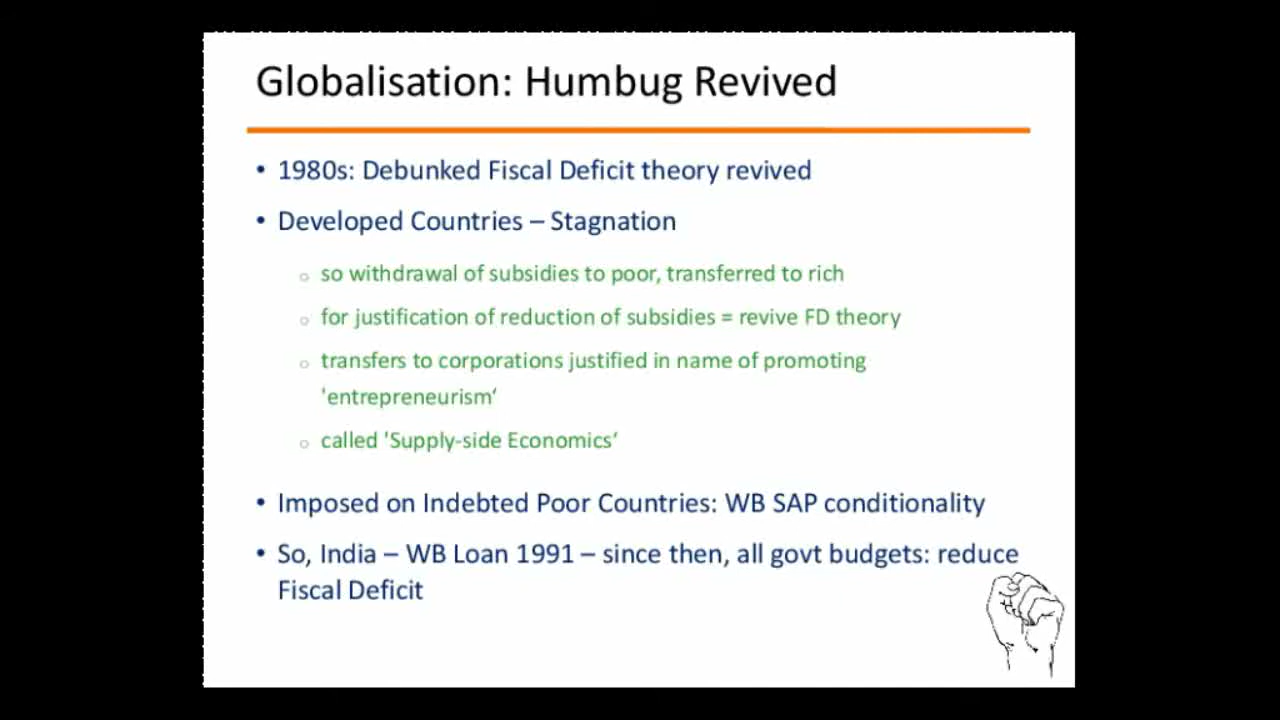 Globalisation: Humbug Revived
• 1980s: Debunked Fiscal Deficit theory revived
• Developed Countries – Stagnation
o so withdrawal of subsidies to poor, transferred to rich
o for justification of reduction of subsidies = revive FD theory
o transfers to corporations justified in name of promoting
'entrepreneurism‘
o called 'Supply-side Economics‘
• Imposed on Indebted Poor Countries: WB SAP conditionality
• So, India – WB Loan 1991 – since then, all govt budgets: reduce
Fiscal Deficit